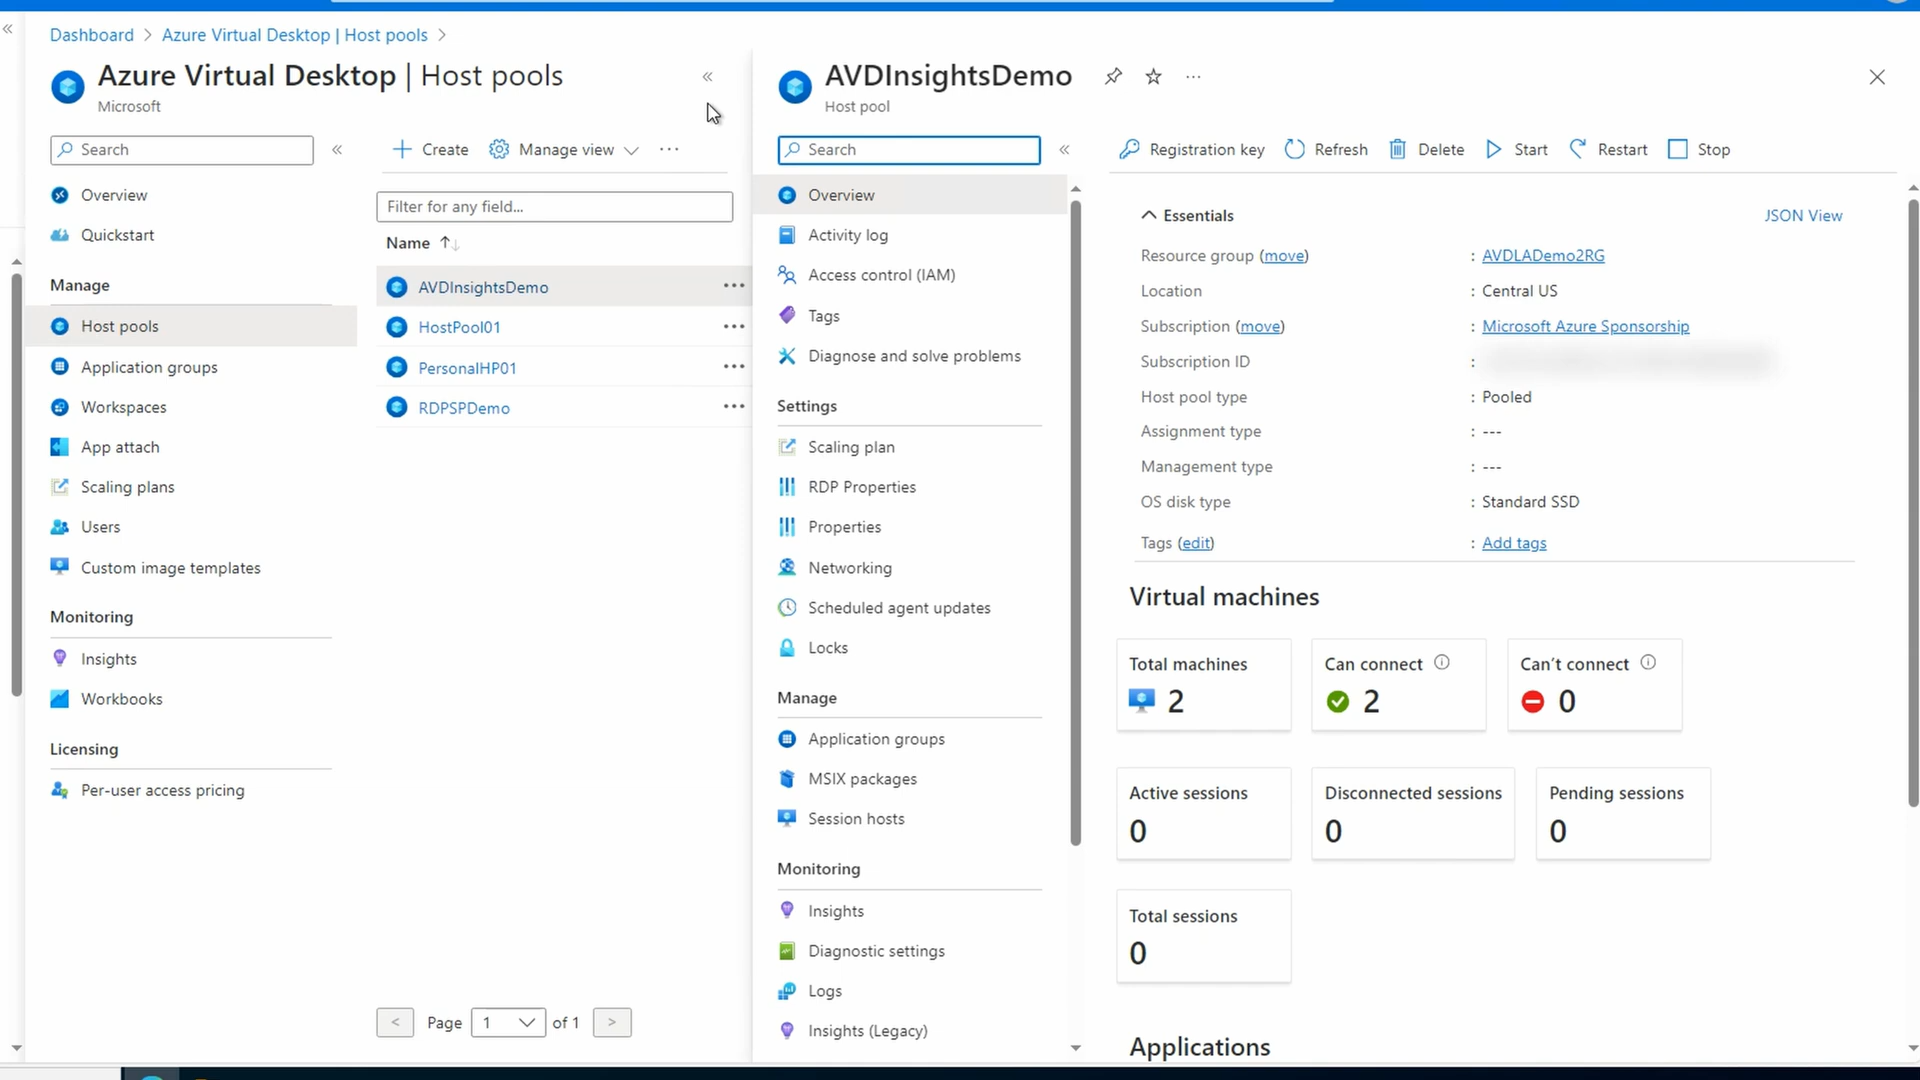 Dashboard > Azure Virtual Desktop | Host pools >
Azure Virtual Desktop | Host pools
Microsoft
Search
Overview
Quickstart
Manage
Host pools
Application groups
Workspaces
App attach
Scaling plans
Users
Custom image templates
Monitoring
Insights
Workbooks
Licensing
Per-user access pricing
Create Manage view ...
Filter for any field...
Name ↑↓
AVDInsightsDemo ...
HostPool01 ...
PersonalHP01 ...
RDPSPDemo ...
< Page 1 of 1 >
AVDInsightsDemo ...
Host pool
Search
Overview
Activity log
Access control (IAM)
Tags
Diagnose and solve problems
Settings
Scaling plan
RDP Properties
Properties
Networking
Scheduled agent updates
Locks
Manage
Application groups
MSIX packages
Session hosts
Monitoring
Insights
Diagnostic settings
Logs
Insights (Legacy)
Registration key Refresh Delete Start Restart Stop
Essentials JSON View
Resource group (move) : AVDLADemo2RG
Location : Central US
Subscription (move) : Microsoft Azure Sponsorship
Subscription ID :
Host pool type : Pooled
Assignment type : ---
Management type : ---
OS disk type : Standard SSD
Tags (edit) : Add tags
Virtual machines
Total machines
2
Can connect
2
Can't connect
0
Active sessions
0
Disconnected sessions
0
Pending sessions
0
Total sessions
0
Applications